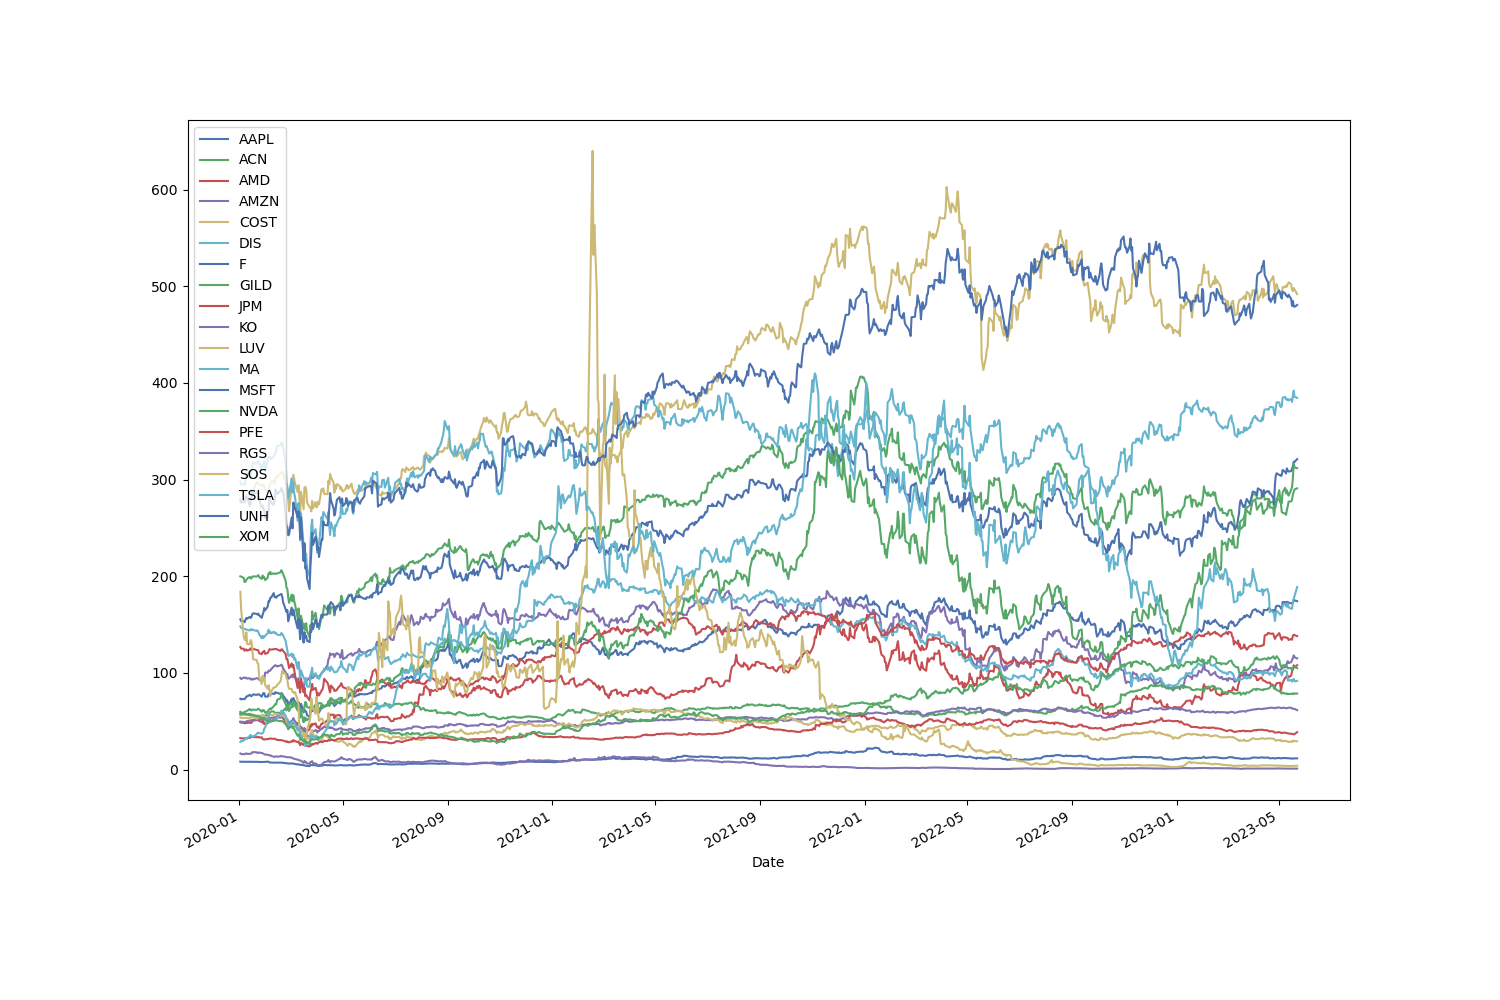 AAPL
ACN
AMD
AMZN
COST
DIS
F
GILD
JPM
KO
LUV
MA
MSFT
NVDA
PFE
RGS
SOS
TSLA
UNH
XOM
600
500
400
300
200
100
0
2020-01
2020-05
2020-09
2021-01
2021-05
2021-09
2022-01
2022-05
2022-09
2023-01
2023-05
Date